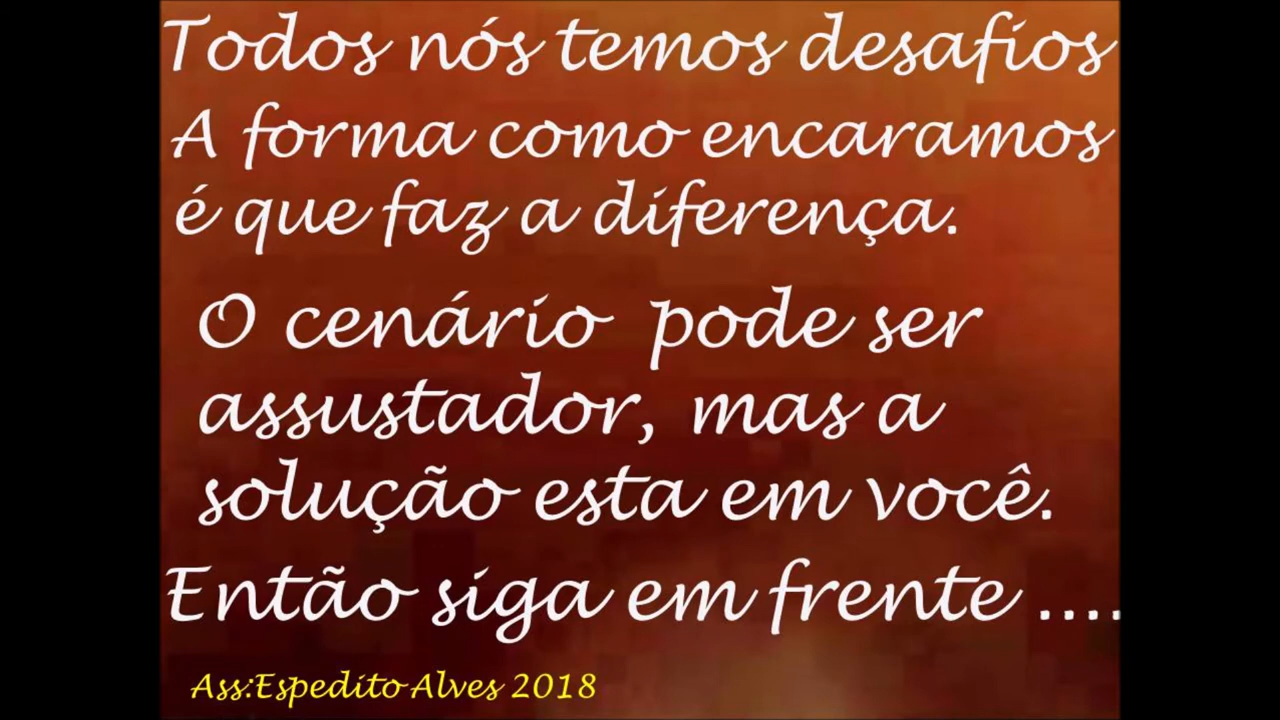 Todos nós temos desafios
A forma como encaramos
é que faz a diferença.
O cenário pode ser
assustador, mas a
solução esta em você.
Então siga em frente ....
Ass:Espedito Alves 2018